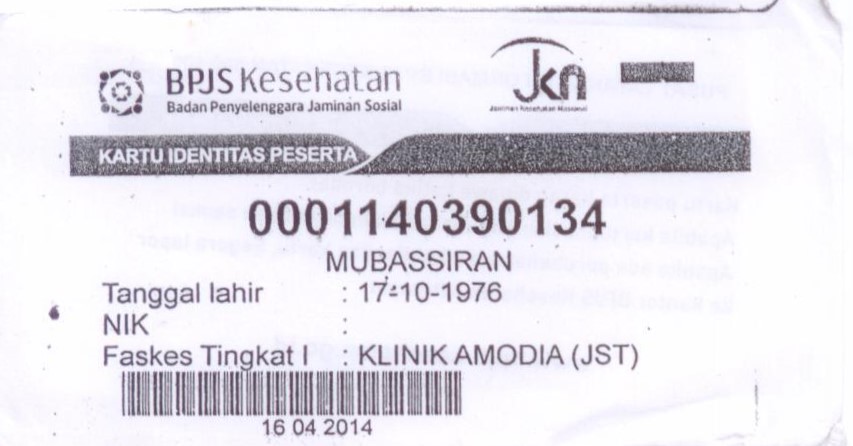 BPJS Kesehatan
Badan Penyelenggara Jaminan Sosial
JKN
Jaminan Kesehatan Nasional
KARTU IDENTITAS PESERTA
0001140390134
MUBASSIRAN
Tanggal lahir : 17-10-1976
NIK :
Faskes Tingkat I : KLINIK AMODIA (JST)
16 04 2014